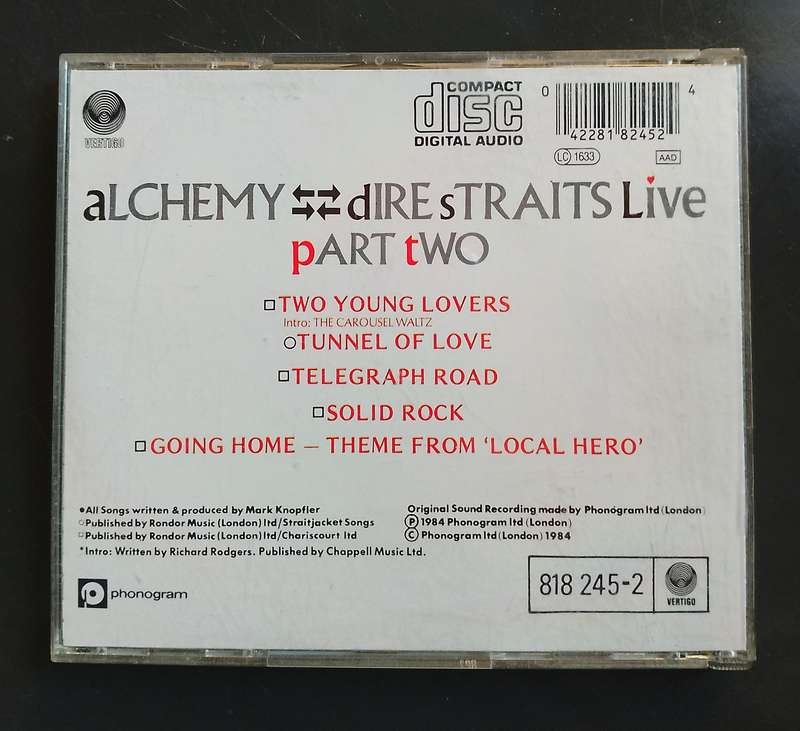 VERTIGO
COMPACT
disc
DIGITAL AUDIO
0 42281 82452 4
LC 1633
AAD
aLCHEMY dIRE sTRAITS Live
pART tWO
TWO YOUNG LOVERS
Intro: THE CAROUSEL WALTZ
TUNNEL OF LOVE
TELEGRAPH ROAD
SOLID ROCK
GOING HOME – THEME FROM ‘LOCAL HERO’
All Songs written & produced by Mark Knopfler
Published by Rondor Music (London) ltd/Straitjacket Songs
Published by Rondor Music (London) ltd/Chariscourt ltd
*Intro: Written by Richard Rodgers. Published by Chappell Music Ltd.
Original Sound Recording made by Phonogram ltd (London)
Ⓟ 1984 Phonogram ltd (London)
© Phonogram ltd (London) 1984
phonogram
818 245-2
VERTIGO